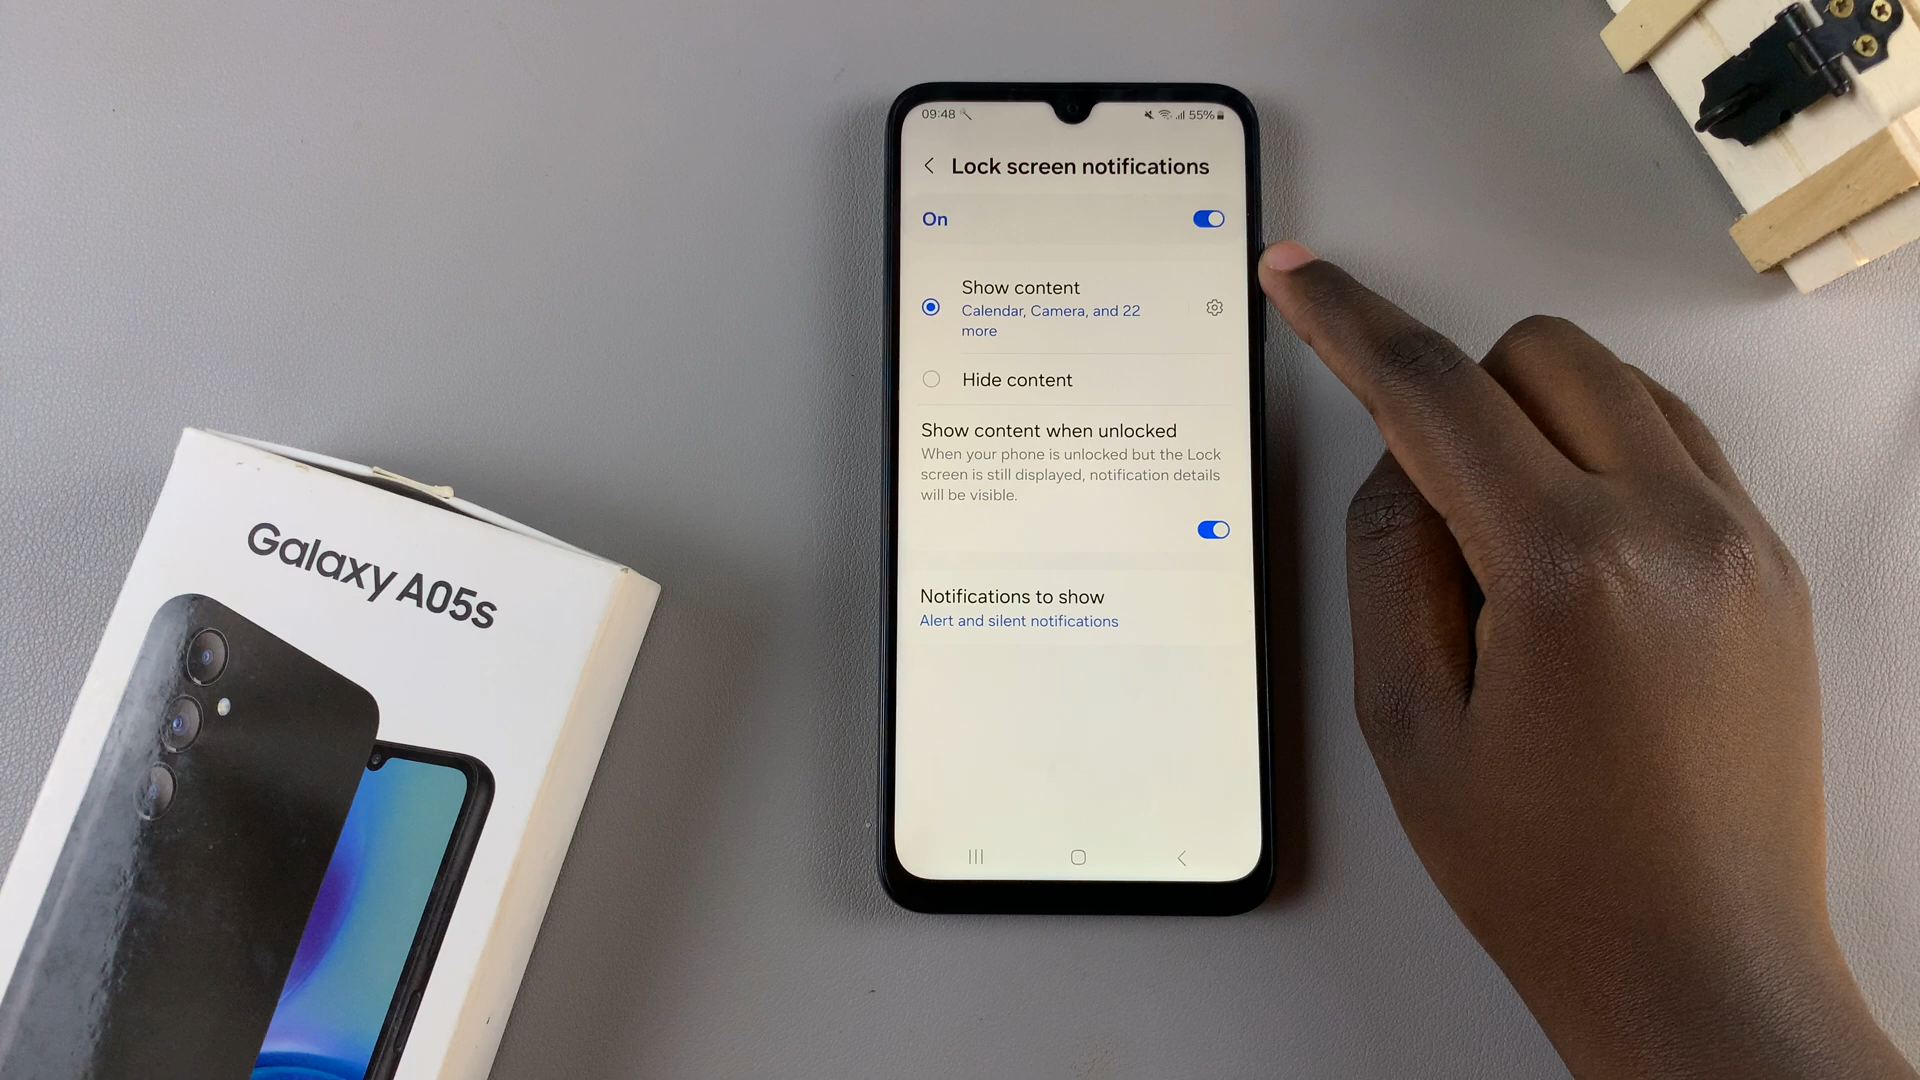 09:48
55%
Lock screen notifications
On
Show content
Calendar, Camera, and 22
more
Hide content
Show content when unlocked
When your phone is unlocked but the Lock
screen is still displayed, notification details
will be visible.
Notifications to show
Alert and silent notifications
Galaxy A05s